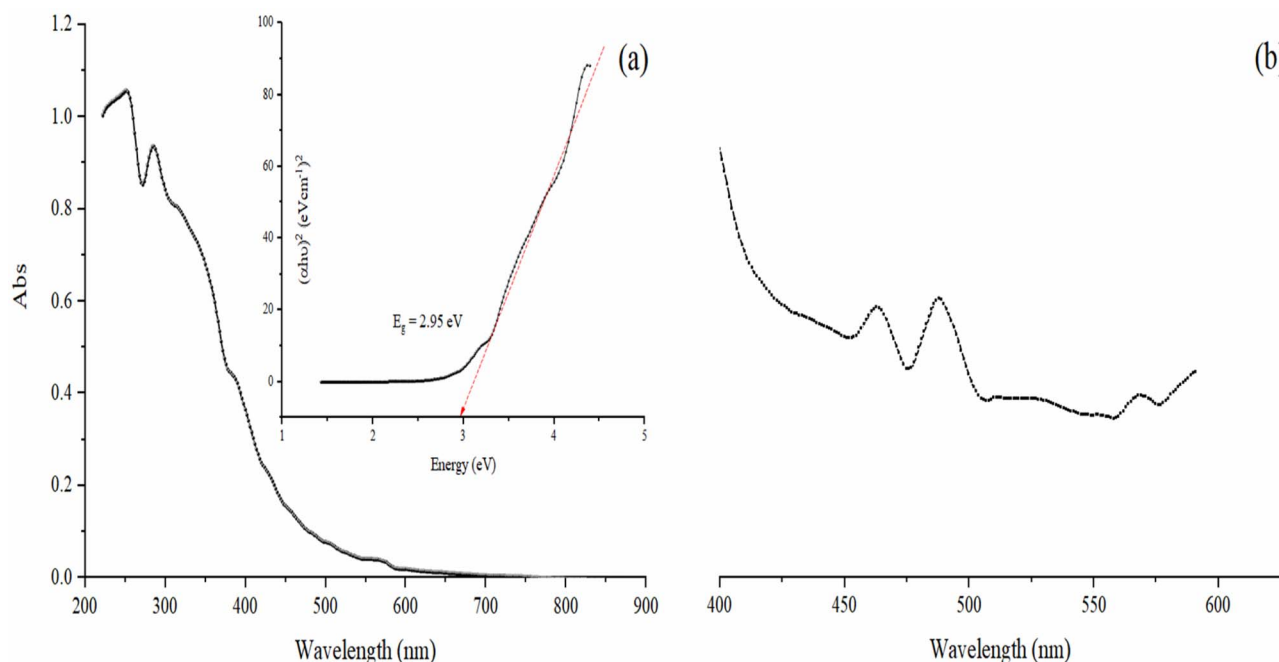 (a)
1.2
1.0
0.8
0.6
0.4
0.2
0.0
Abs
200 300 400 500 600 700 800 900
Wavelength (nm)
100
80
60
40
20
0
(αhυ)² (eVcm⁻¹)²
E_g = 2.95 eV
1 2 3 4 5
Energy (eV)
(b)
400 450 500 550 600
Wavelength (nm)